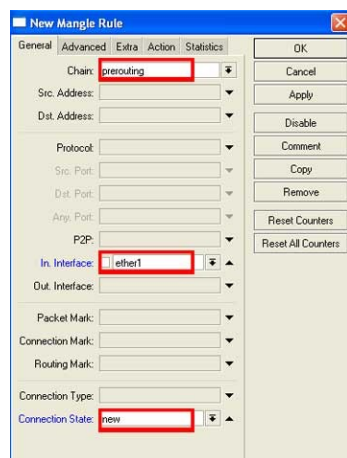 New Mangle Rule
General Advanced Extra Action Statistics
Chain: prerouting
Src. Address:
Dst. Address:
Protocol:
Src. Port:
Dst. Port:
Any. Port:
P2P:
In. Interface: ether1
Out. Interface:
Packet Mark:
Connection Mark:
Routing Mark:
Connection Type:
Connection State: new
OK
Cancel
Apply
Disable
Comment
Copy
Remove
Reset Counters
Reset All Counters